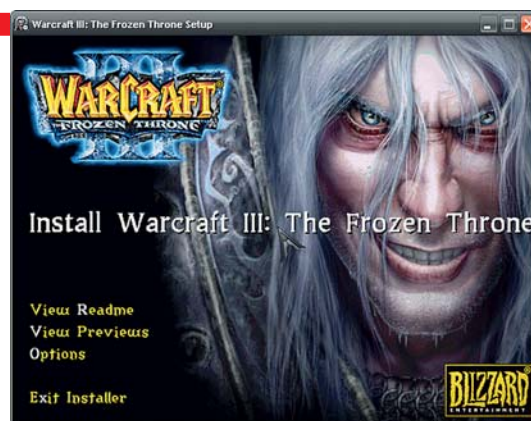 Warcraft III: The Frozen Throne Setup
WARCRAFT
FROZEN THRONE
III
Install Warcraft III: The Frozen Throne
View Readme
View Previews
Options
Exit Installer
BLIZZARD
ENTERTAINMENT